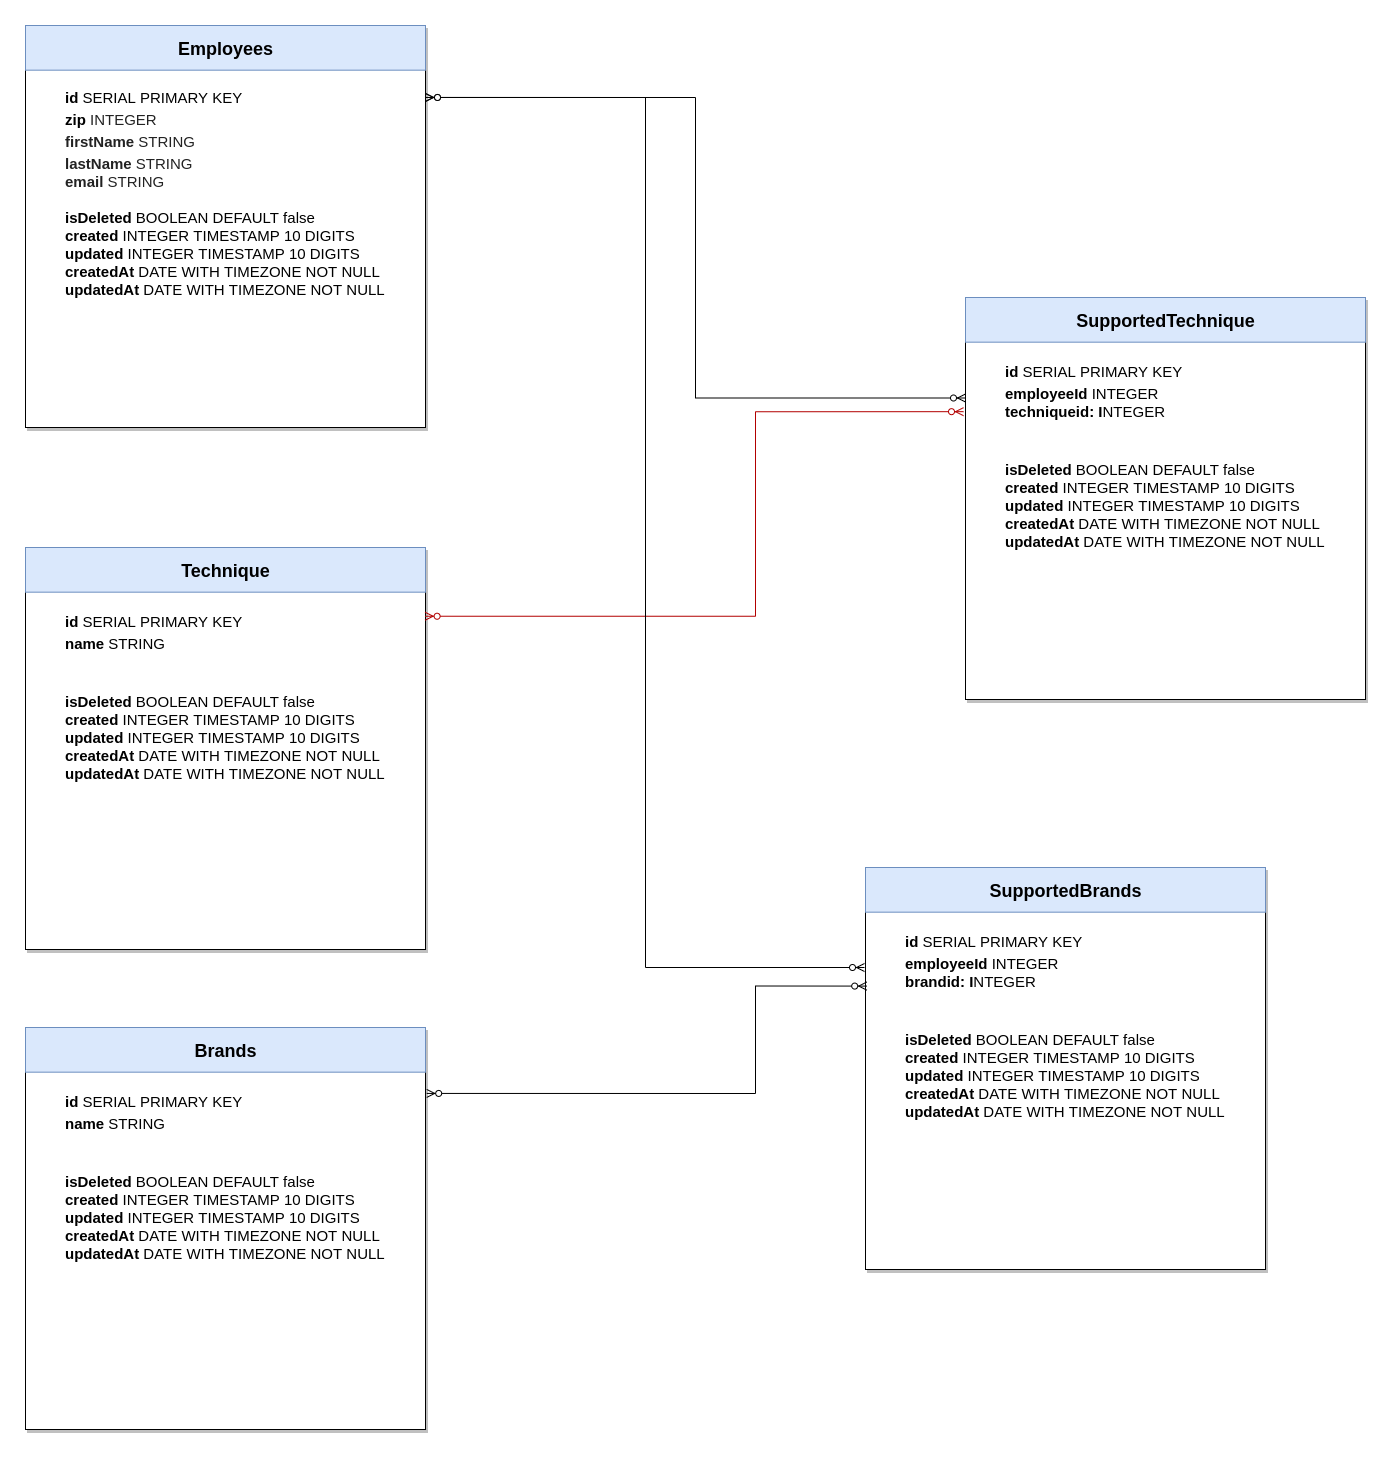 Employees
id SERIAL PRIMARY KEY
zip INTEGER
firstName STRING
lastName STRING
email STRING
isDeleted BOOLEAN DEFAULT false
created INTEGER TIMESTAMP 10 DIGITS
updated INTEGER TIMESTAMP 10 DIGITS
createdAt DATE WITH TIMEZONE NOT NULL
updatedAt DATE WITH TIMEZONE NOT NULL
SupportedTechnique
id SERIAL PRIMARY KEY
employeeId INTEGER
techniqueid: INTEGER
isDeleted BOOLEAN DEFAULT false
created INTEGER TIMESTAMP 10 DIGITS
updated INTEGER TIMESTAMP 10 DIGITS
createdAt DATE WITH TIMEZONE NOT NULL
updatedAt DATE WITH TIMEZONE NOT NULL
Technique
id SERIAL PRIMARY KEY
name STRING
isDeleted BOOLEAN DEFAULT false
created INTEGER TIMESTAMP 10 DIGITS
updated INTEGER TIMESTAMP 10 DIGITS
createdAt DATE WITH TIMEZONE NOT NULL
updatedAt DATE WITH TIMEZONE NOT NULL
SupportedBrands
id SERIAL PRIMARY KEY
employeeId INTEGER
brandid: INTEGER
isDeleted BOOLEAN DEFAULT false
created INTEGER TIMESTAMP 10 DIGITS
updated INTEGER TIMESTAMP 10 DIGITS
createdAt DATE WITH TIMEZONE NOT NULL
updatedAt DATE WITH TIMEZONE NOT NULL
Brands
id SERIAL PRIMARY KEY
name STRING
isDeleted BOOLEAN DEFAULT false
created INTEGER TIMESTAMP 10 DIGITS
updated INTEGER TIMESTAMP 10 DIGITS
createdAt DATE WITH TIMEZONE NOT NULL
updatedAt DATE WITH TIMEZONE NOT NULL